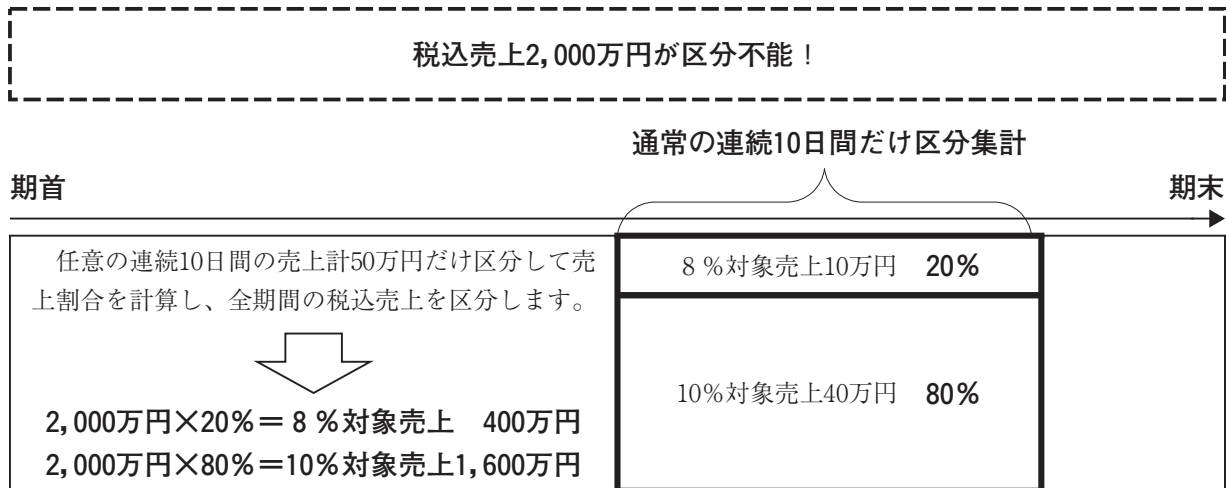 税込売上2,000万円が区分不能！
通常の連続10日間だけ区分集計
期首
期末
任意の連続10日間の売上計50万円だけ区分して売
上割合を計算し、全期間の税込売上を区分します。
8％対象売上10万円　20％
10％対象売上40万円　80％
2,000万円×20％＝8％対象売上　400万円
2,000万円×80％＝10％対象売上1,600万円